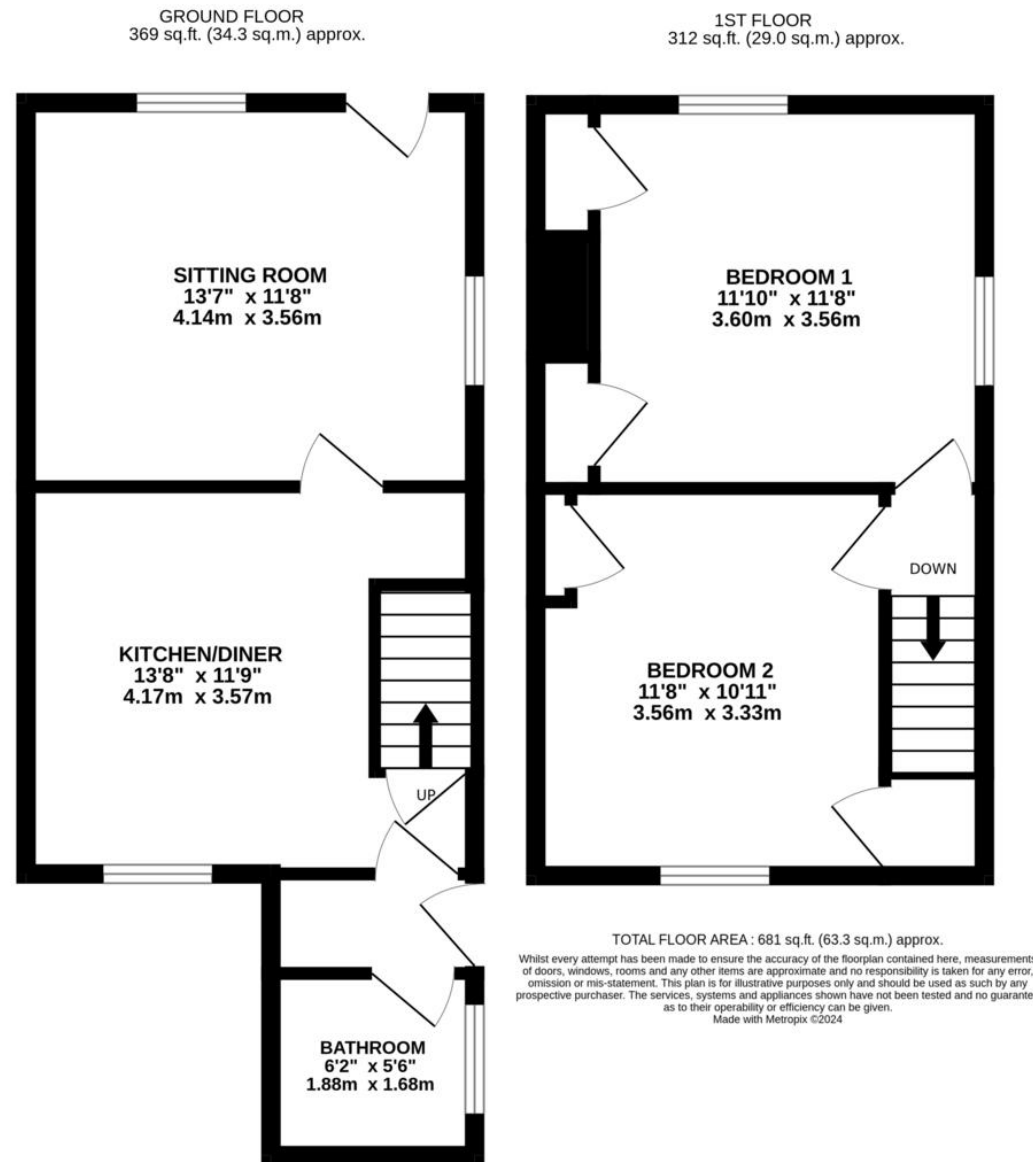 GROUND FLOOR
369 sq.ft. (34.3 sq.m.) approx.
SITTING ROOM
13'7" x 11'8"
4.14m x 3.56m
KITCHEN/DINER
13'8" x 11'9"
4.17m x 3.57m
UP
BATHROOM
6'2" x 5'6"
1.88m x 1.68m
1ST FLOOR
312 sq.ft. (29.0 sq.m.) approx.
BEDROOM 1
11'10" x 11'8"
3.60m x 3.56m
DOWN
BEDROOM 2
11'8" x 10'11"
3.56m x 3.33m
TOTAL FLOOR AREA : 681 sq.ft. (63.3 sq.m.) approx.
Whilst every attempt has been made to ensure the accuracy of the floorplan contained here, measurements
of doors, windows, rooms and any other items are approximate and no responsibility is taken for any error,
omission or mis-statement. This plan is for illustrative purposes only and should be used as such by any
prospective purchaser. The services, systems and appliances shown have not been tested and no guarante
as to their operability or efficiency can be given.
Made with Metropix ©2024